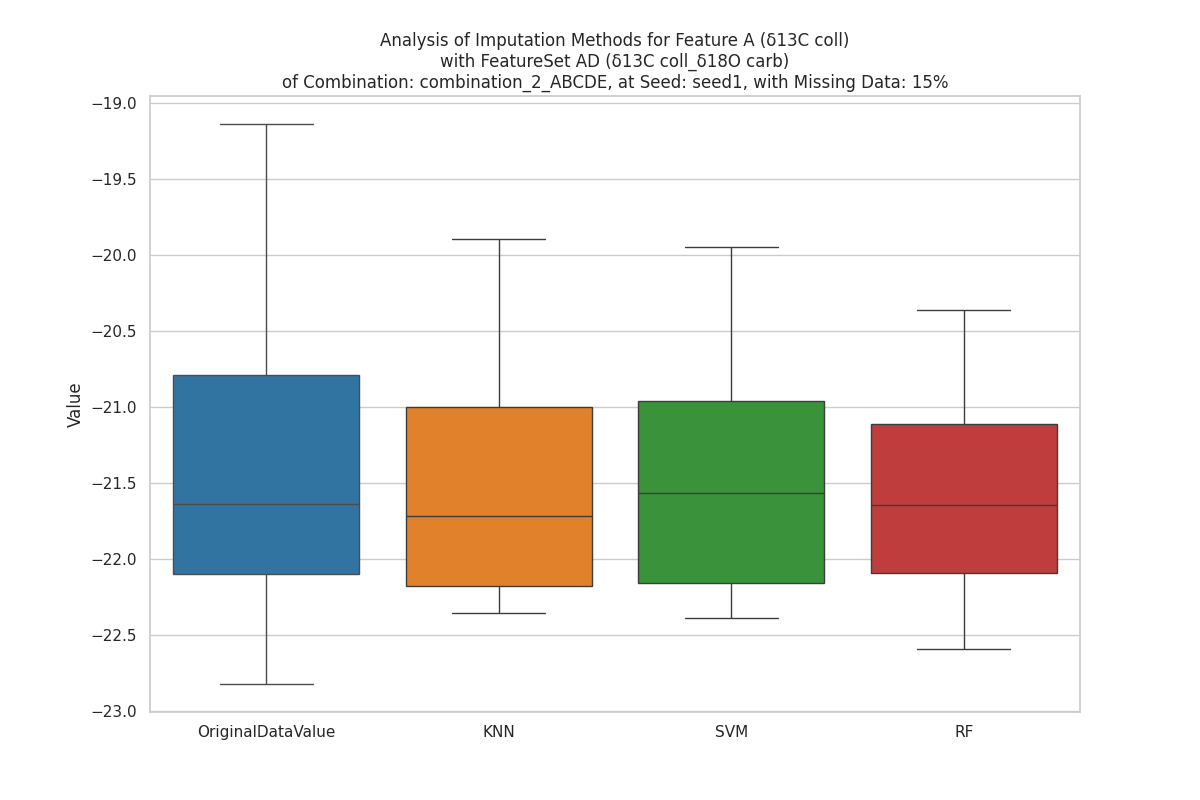 Analysis of Imputation Methods for Feature A (δ13C coll)
with FeatureSet AD (δ13C coll_δ18O carb)
of Combination: combination_2_ABCDE, at Seed: seed1, with Missing Data: 15%
−19.0
−19.5
−20.0
−20.5
−21.0
−21.5
−22.0
−22.5
−23.0
Value
OriginalDataValue
KNN
SVM
RF